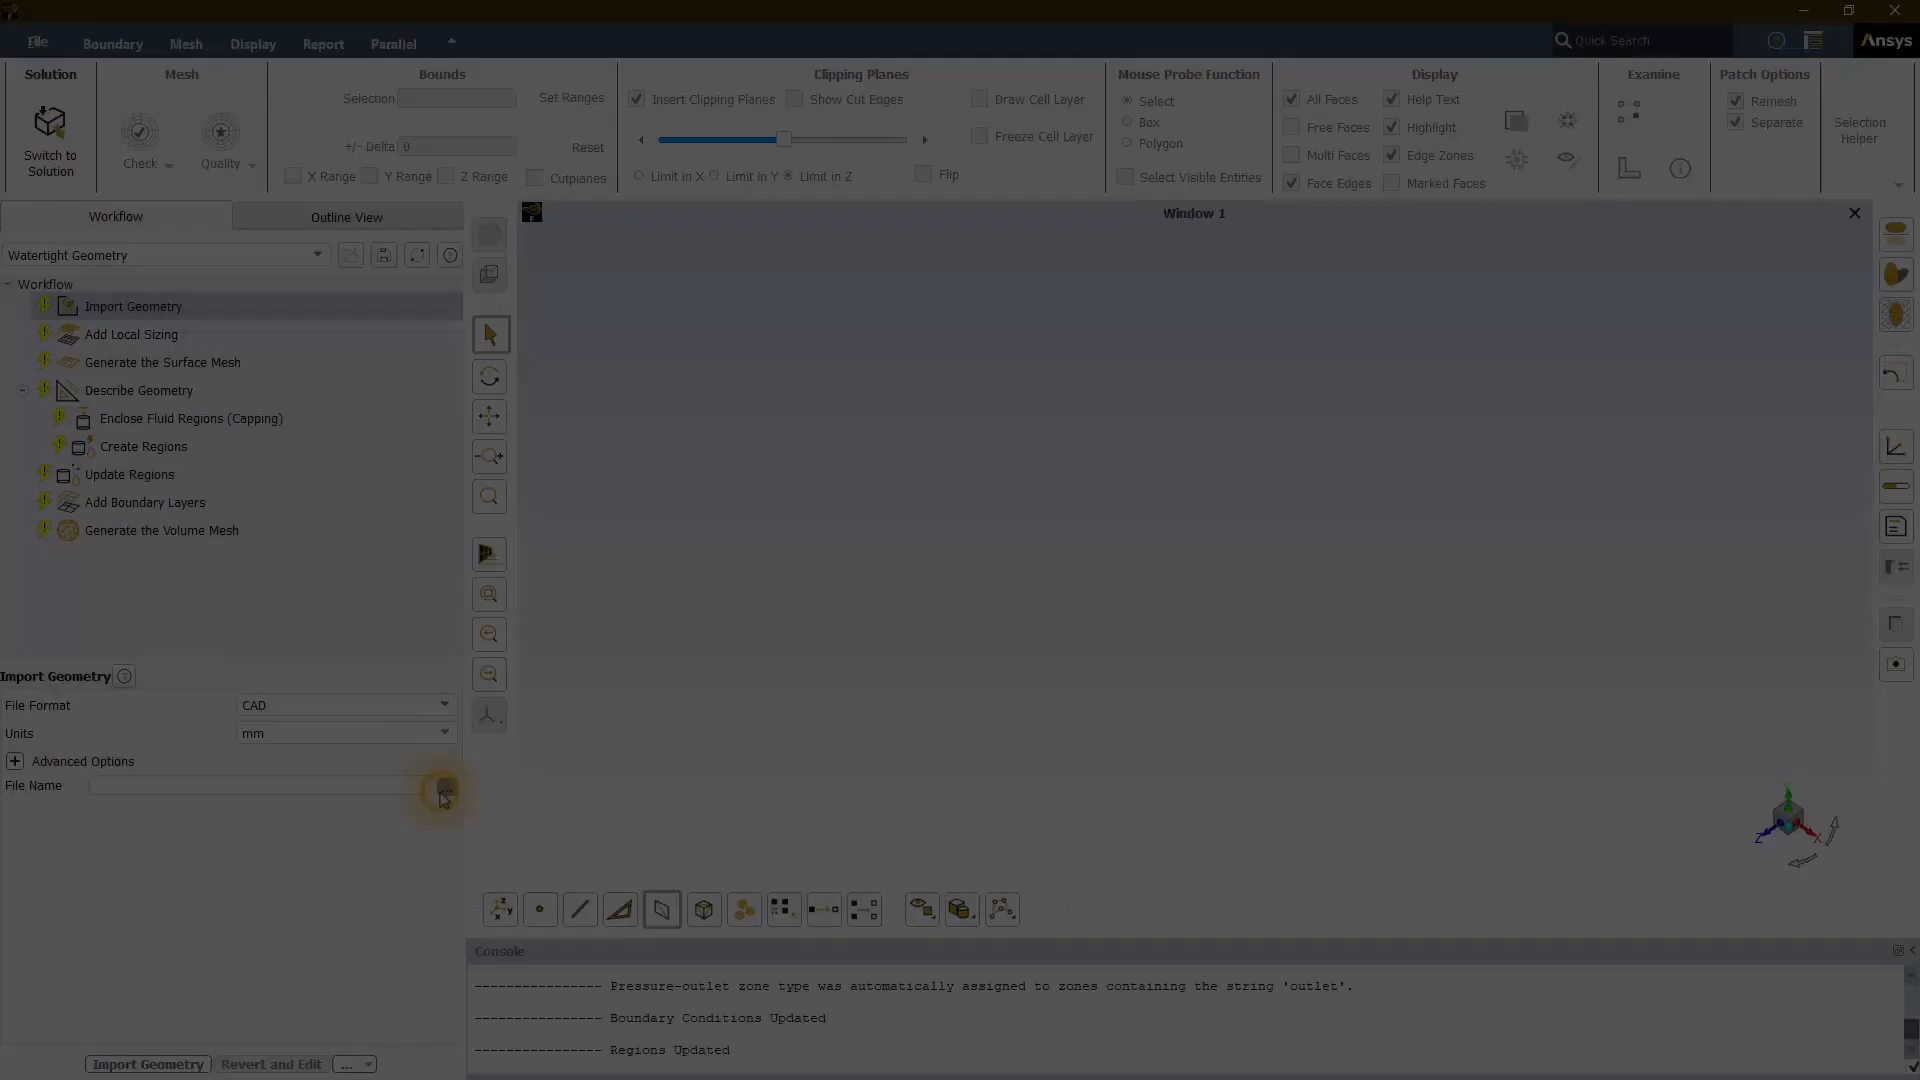 File Boundary Mesh Display Report Parallel Quick Search Ansys
Solution Mesh Bounds Clipping Planes Mouse Probe Function Display Examine Patch Options
Selection Set Ranges Insert Clipping Planes Show Cut Edges Draw Cell Layer Select All Faces Help Text Remesh
Box Free Faces Highlight Separate Selection
Switch to
Solution
Check Quality +/- Delta 0 Reset Freeze Cell Layer Polygon Multi Faces Edge Zones Helper
X Range Y Range Z Range Cutplanes Limit in X Limit in Y Limit in Z Flip Select Visible Entities Face Edges Marked Faces
Workflow Outline View Window 1
Watertight Geometry
Workflow
Import Geometry
Add Local Sizing
Generate the Surface Mesh
Describe Geometry
Enclose Fluid Regions (Capping)
Create Regions
Update Regions
Add Boundary Layers
Generate the Volume Mesh
Import Geometry
File Format CAD
Units mm
Advanced Options
File Name ...
Import Geometry Revert and Edit ...
Y
Z X
Console
---------------- Pressure-outlet zone type was automatically assigned to zones containing the string 'outlet'.
---------------- Boundary Conditions Updated
---------------- Regions Updated